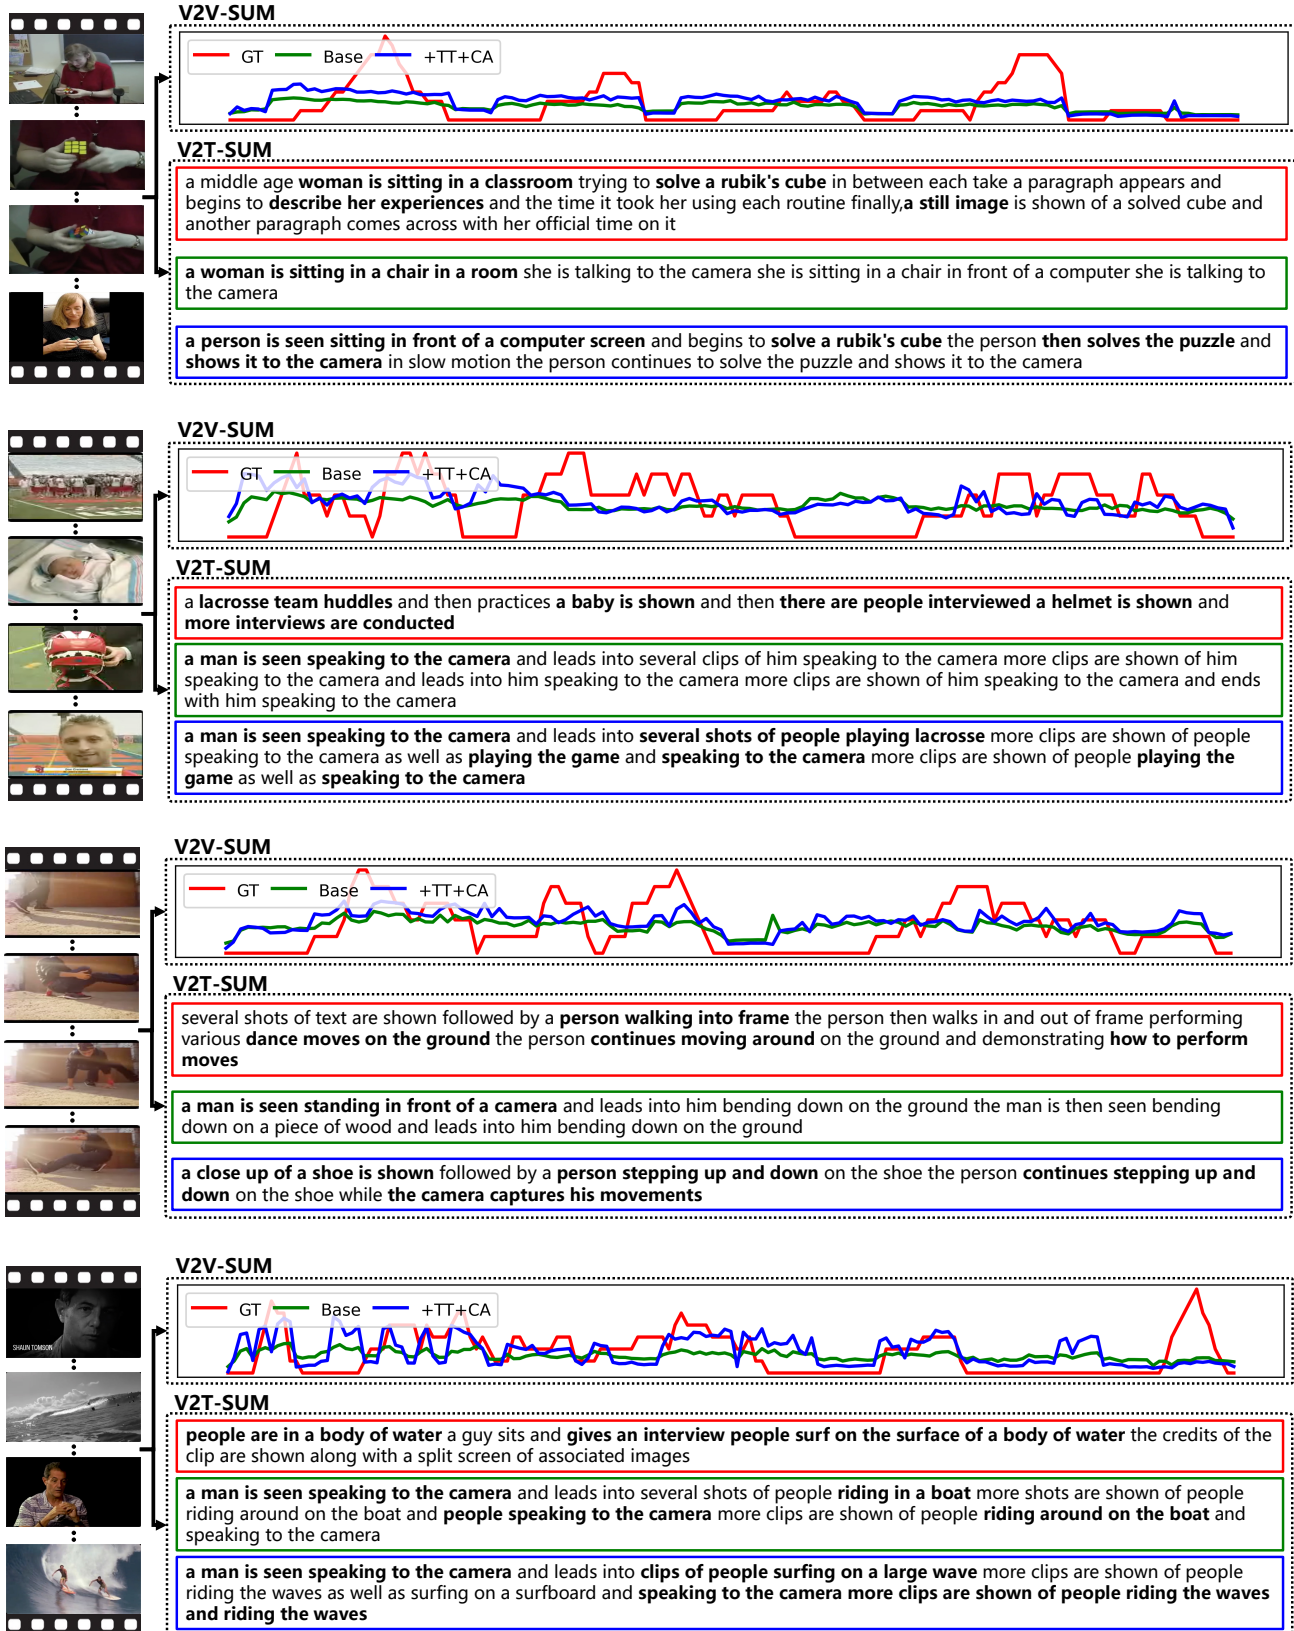 V2V-SUM
GT Base +TT+CA
V2T-SUM
a middle age woman is sitting in a classroom trying to solve a rubik's cube in between each take a paragraph appears and
begins to describe her experiences and the time it took her using each routine finally,a still image is shown of a solved cube and
another paragraph comes across with her official time on it
a woman is sitting in a chair in a room she is talking to the camera she is sitting in a chair in front of a computer she is talking to
the camera
a person is seen sitting in front of a computer screen and begins to solve a rubik's cube the person then solves the puzzle and
shows it to the camera in slow motion the person continues to solve the puzzle and shows it to the camera
V2V-SUM
GT Base +TT+CA
V2T-SUM
a lacrosse team huddles and then practices a baby is shown and then there are people interviewed a helmet is shown and
more interviews are conducted
a man is seen speaking to the camera and leads into several clips of him speaking to the camera more clips are shown of him
speaking to the camera and leads into him speaking to the camera more clips are shown of him speaking to the camera and ends
with him speaking to the camera
a man is seen speaking to the camera and leads into several shots of people playing lacrosse more clips are shown of people
speaking to the camera as well as playing the game and speaking to the camera more clips are shown of people playing the
game as well as speaking to the camera
V2V-SUM
GT Base +TT+CA
V2T-SUM
several shots of text are shown followed by a person walking into frame the person then walks in and out of frame performing
various dance moves on the ground the person continues moving around on the ground and demonstrating how to perform
moves
a man is seen standing in front of a camera and leads into him bending down on the ground the man is then seen bending
down on a piece of wood and leads into him bending down on the ground
a close up of a shoe is shown followed by a person stepping up and down on the shoe the person continues stepping up and
down on the shoe while the camera captures his movements
V2V-SUM
GT Base +TT+CA
SHAUN TOMSON
V2T-SUM
people are in a body of water a guy sits and gives an interview people surf on the surface of a body of water the credits of the
clip are shown along with a split screen of associated images
a man is seen speaking to the camera and leads into several shots of people riding in a boat more shots are shown of people
riding around on the boat and people speaking to the camera more clips are shown of people riding around on the boat and
speaking to the camera
a man is seen speaking to the camera and leads into clips of people surfing on a large wave more clips are shown of people
riding the waves as well as surfing on a surfboard and speaking to the camera more clips are shown of people riding the waves
and riding the waves